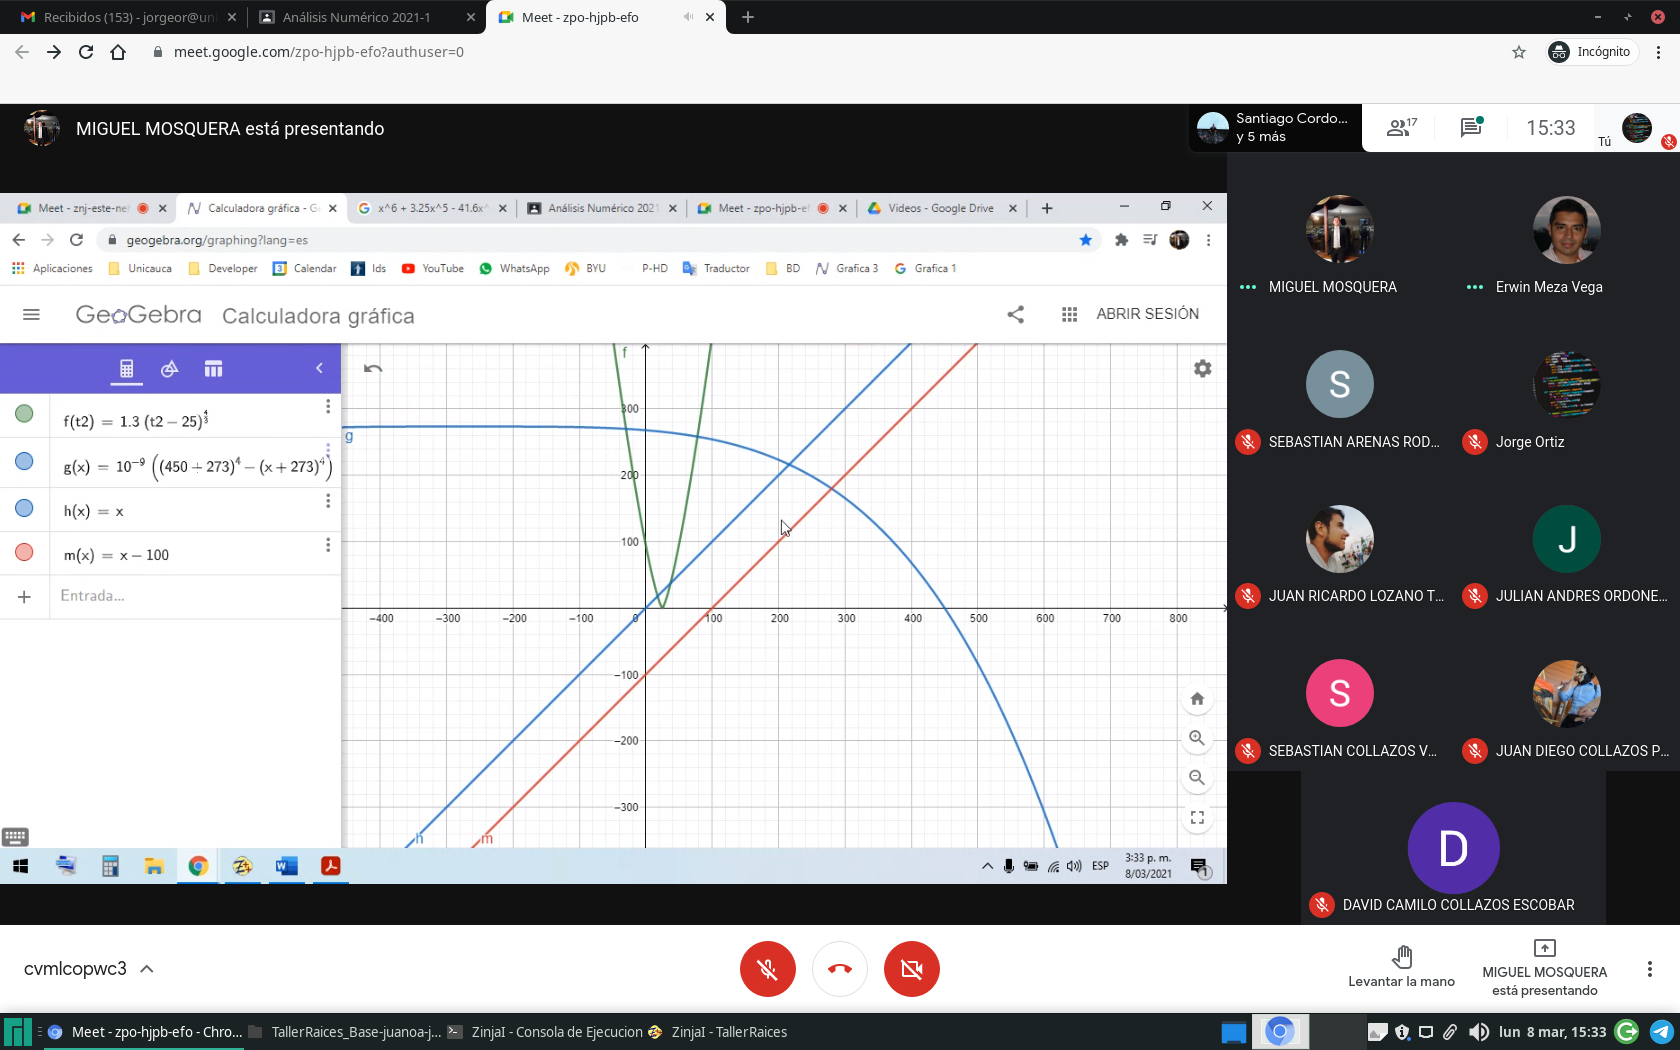 Recibidos (153) - jorgeor@uni
Análisis Numérico 2021-1
Meet - zpo-hjpb-efo
meet.google.com/zpo-hjpb-efo?authuser=0
Incógnito
MIGUEL MOSQUERA está presentando
Santiago Cordo...
y 5 más
17
15:33
Tú
Meet - znj-este-ne
Calculadora gráfica - G
x^6 + 3.25x^5 - 41.6x^
Análisis Numérico 2021
Meet - zpo-hjpb-e
Videos - Google Drive
geogebra.org/graphing?lang=es
Aplicaciones
Unicauca
Developer
Calendar
Ids
YouTube
WhatsApp
BYU
P-HD
Traductor
BD
Grafica 3
Grafica 1
GeoGebra Calculadora gráfica
ABRIR SESIÓN
f(t2) = 1.3 (t2 − 25)^(4/3)
g(x) = 10^−9 ((450 + 273)^4 − (x + 273)^4)
h(x) = x
m(x) = x − 100
Entrada...
f
g
h
m
300
200
100
−400 −300 −200 −100 0 100 200 300 400 500 600 700 800
−100
−200
−300
ESP
3:33 p. m.
8/03/2021
1
MIGUEL MOSQUERA
Erwin Meza Vega
S
SEBASTIAN ARENAS ROD...
Jorge Ortiz
J
JUAN RICARDO LOZANO T...
JULIAN ANDRES ORDONE...
S
SEBASTIAN COLLAZOS V...
JUAN DIEGO COLLAZOS P...
D
DAVID CAMILO COLLAZOS ESCOBAR
cvmlcopwc3
Levantar la mano
MIGUEL MOSQUERA
está presentando
Meet - zpo-hjpb-efo - Chro...
TallerRaices_Base-juanoa-j...
ZinjaI - Consola de Ejecucion
ZinjaI - TallerRaices
lun 8 mar, 15:33